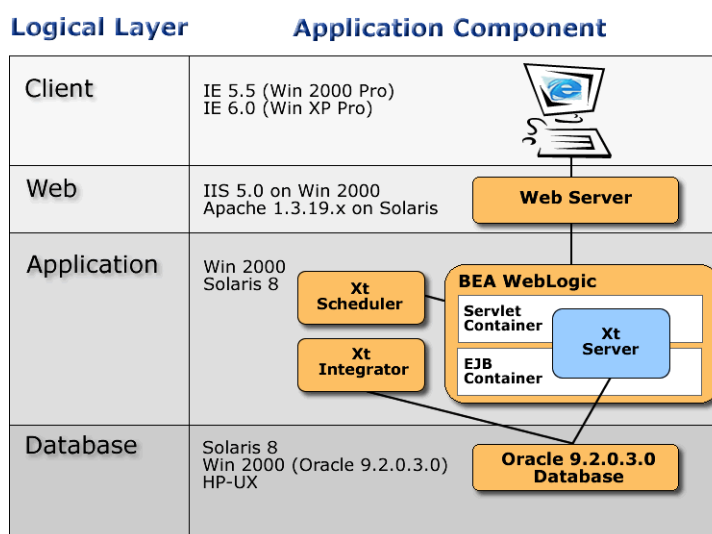 Logical Layer
Application Component
Client
IE 5.5 (Win 2000 Pro)
IE 6.0 (Win XP Pro)
Web
IIS 5.0 on Win 2000
Apache 1.3.19.x on Solaris
Web Server
Application
Win 2000
Solaris 8
Xt
Scheduler
Xt
Integrator
BEA WebLogic
Servlet
Container
Xt
Server
EJB
Container
Database
Solaris 8
Win 2000 (Oracle 9.2.0.3.0)
HP-UX
Oracle 9.2.0.3.0
Database